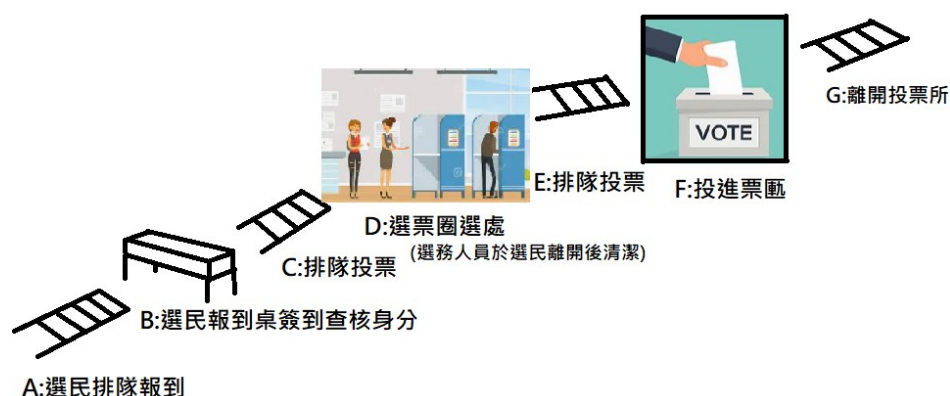 A:選民排隊報到
B:選民報到桌簽到查核身分
C:排隊投票
D:選票圈選處
(選務人員於選民離開後清潔)
E:排隊投票
VOTE
F:投進票匭
G:離開投票所